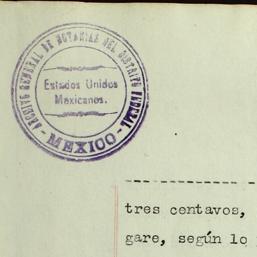 ARCHIVO GENERAL DE NOTARIAS DEL DISTRITO FEDERAL
Estados Unidos
Mexicanos.
- MEXICO -
tres centavos,
gare, según lo